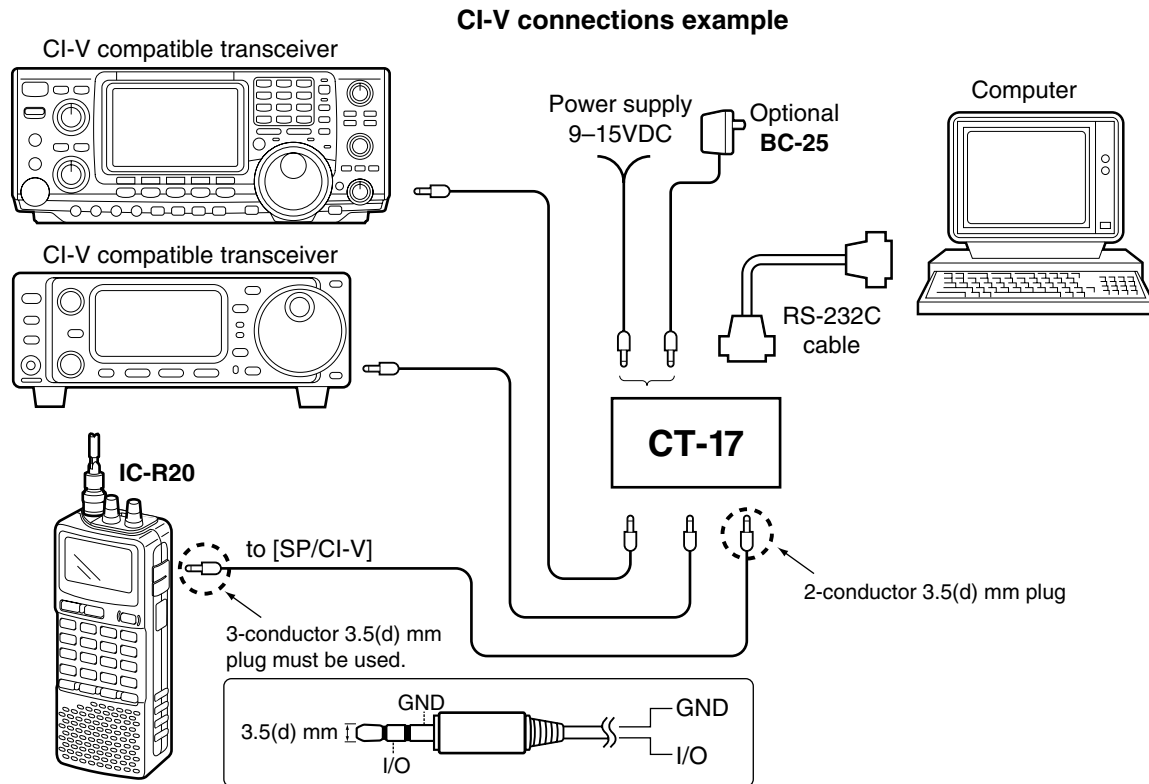 CI-V connections example
CI-V compatible transceiver
Power supply
9–15VDC
Optional
BC-25
Computer
CI-V compatible transceiver
RS-232C
cable
CT-17
IC-R20
to [SP/CI-V]
2-conductor 3.5(d) mm plug
3-conductor 3.5(d) mm
plug must be used.
GND
GND
3.5(d) mm
I/O
I/O